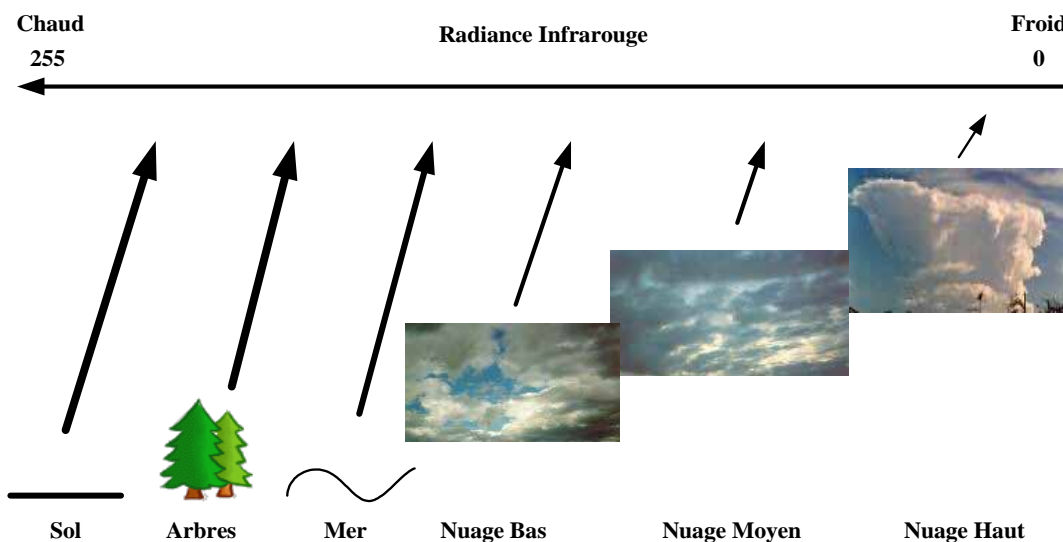 Chaud
Radiance Infrarouge
Froid
255
0
Sol
Arbres
Mer
Nuage Bas
Nuage Moyen
Nuage Haut